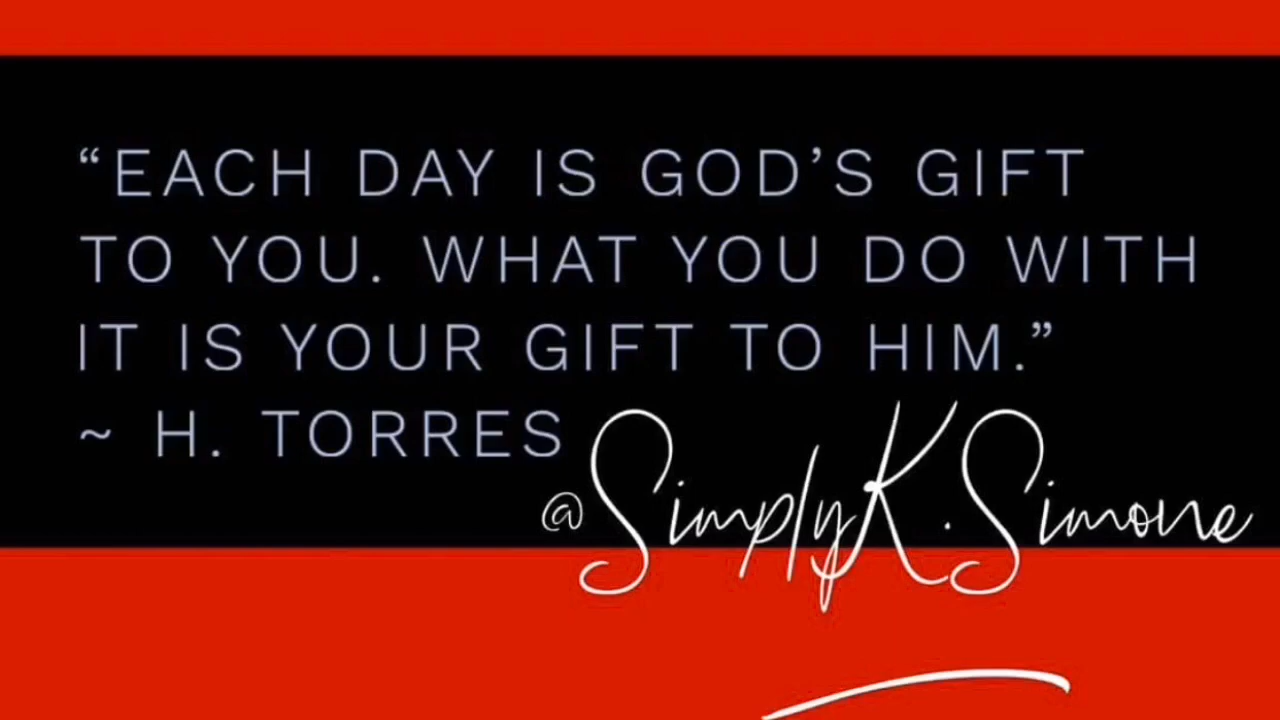 “EACH DAY IS GOD’S GIFT
TO YOU. WHAT YOU DO WITH
IT IS YOUR GIFT TO HIM.”
~ H. TORRES
@SimplyK.Simone